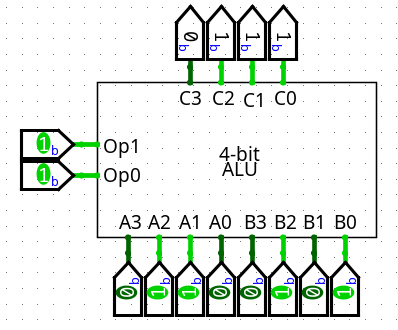 0b 1b 1b 1b
C3 C2 C1 C0
1b Op1
4-bit
ALU
1b Op0
A3 A2 A1 A0 B3 B2 B1 B0
0b 1b 1b 0b 0b 1b 0b 1b